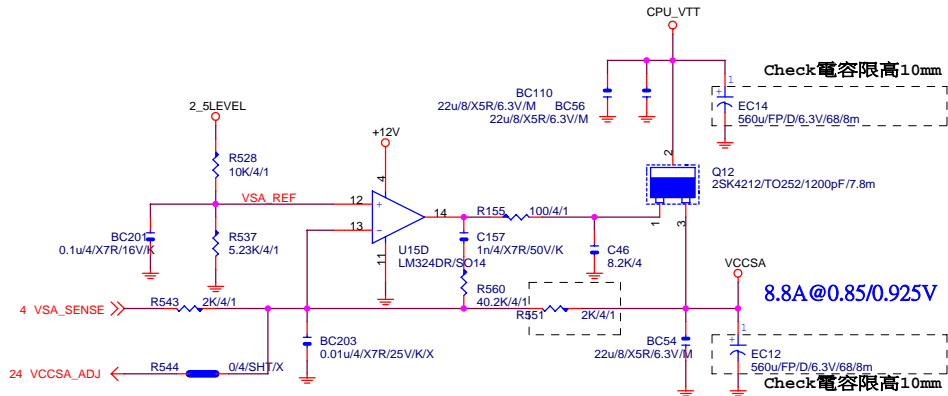 CPU_VTT
Check電容限高10mm
1
+
EC14
560u/FP/D/6.3V/68/8m
BC110
22u/8/X5R/6.3V/M
BC56
22u/8/X5R/6.3V/M
2_5LEVEL
+12V
R528
10K/4/1
VSA_REF
4
12
+
13
-
14
11
U15D
LM324DR/SO14
2
Q12
2SK4212/TO252/1200pF/7.8m
1
3
R155
100/4/1
BC201
0.1u/4/X7R/16V/K
R537
5.23K/4/1
C157
1n/4/X7R/50V/K
C46
8.2K/4
R560
40.2K/4/1
VCCSA
8.8A@0.85/0.925V
4 VSA_SENSE
R543
2K/4/1
R551
2K/4/1
BC203
0.01u/4/X7R/25V/K/X
BC54
22u/8/X5R/6.3V/M
1
+
EC12
560u/FP/D/6.3V/68/8m
Check電容限高10mm
24 VCCSA_ADJ
R544
0/4/SHT/X